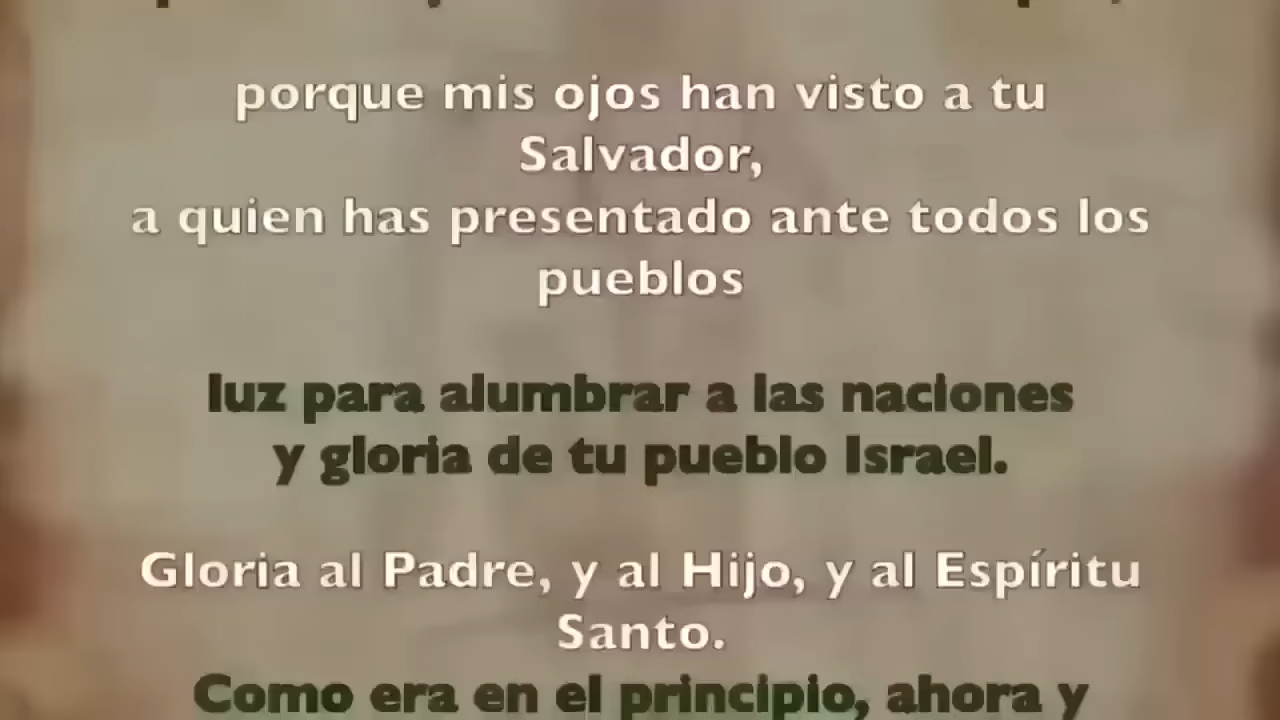 porque mis ojos han visto a tu
Salvador,
a quien has presentado ante todos los
pueblos
luz para alumbrar a las naciones
y gloria de tu pueblo Israel.
Gloria al Padre, y al Hijo, y al Espíritu
Santo.
Como era en el principio, ahora y